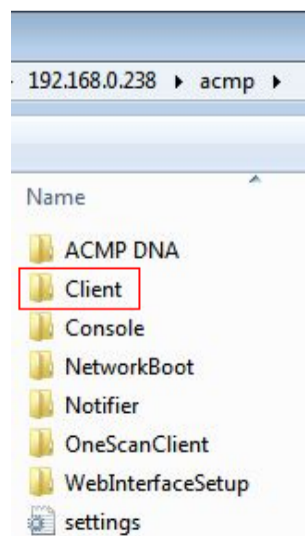 192.168.0.238 ▸ acmp ▸
Name
ACMP DNA
Client
Console
NetworkBoot
Notifier
OneScanClient
WebInterfaceSetup
settings